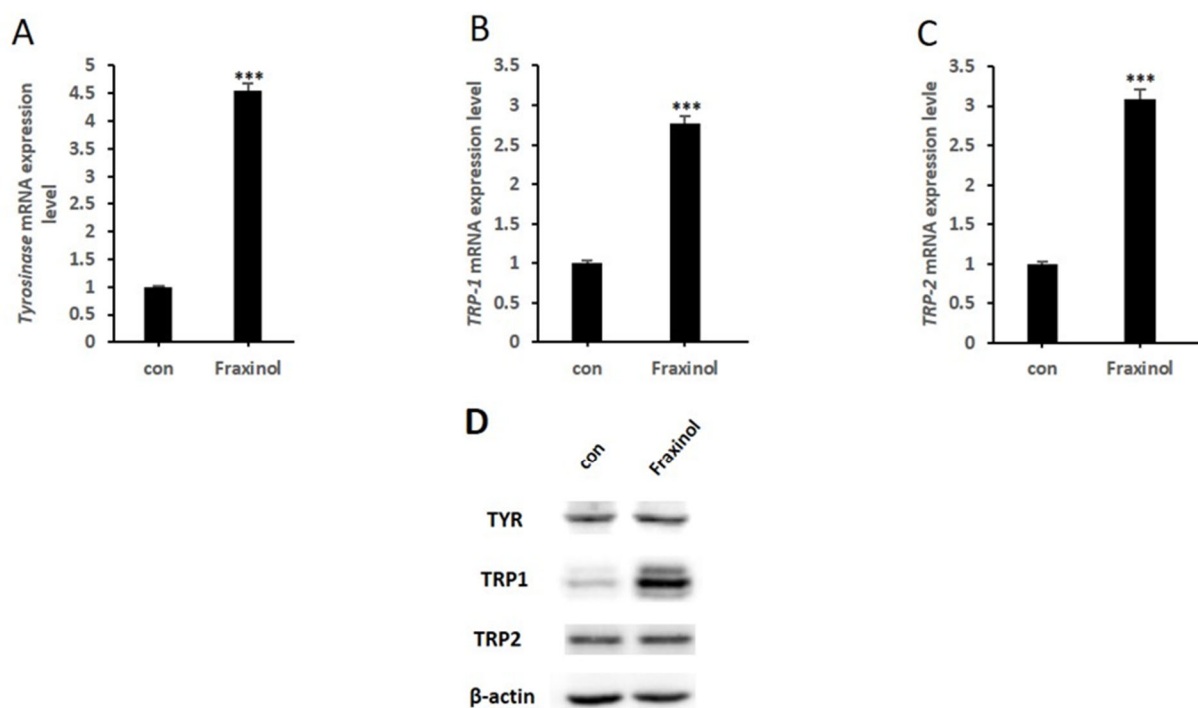 A
Tyrosinase mRNA expression
level
5
4.5
4
3.5
3
2.5
2
1.5
1
0.5
0
***
con
Fraxinol
B
TRP-1 mRNA expression level
3.5
3
2.5
2
1.5
1
0.5
0
***
con
Fraxinol
C
TRP-2 mRNA expression levle
3.5
3
2.5
2
1.5
1
0.5
0
***
con
Fraxinol
D
con
Fraxinol
TYR
TRP1
TRP2
β-actin